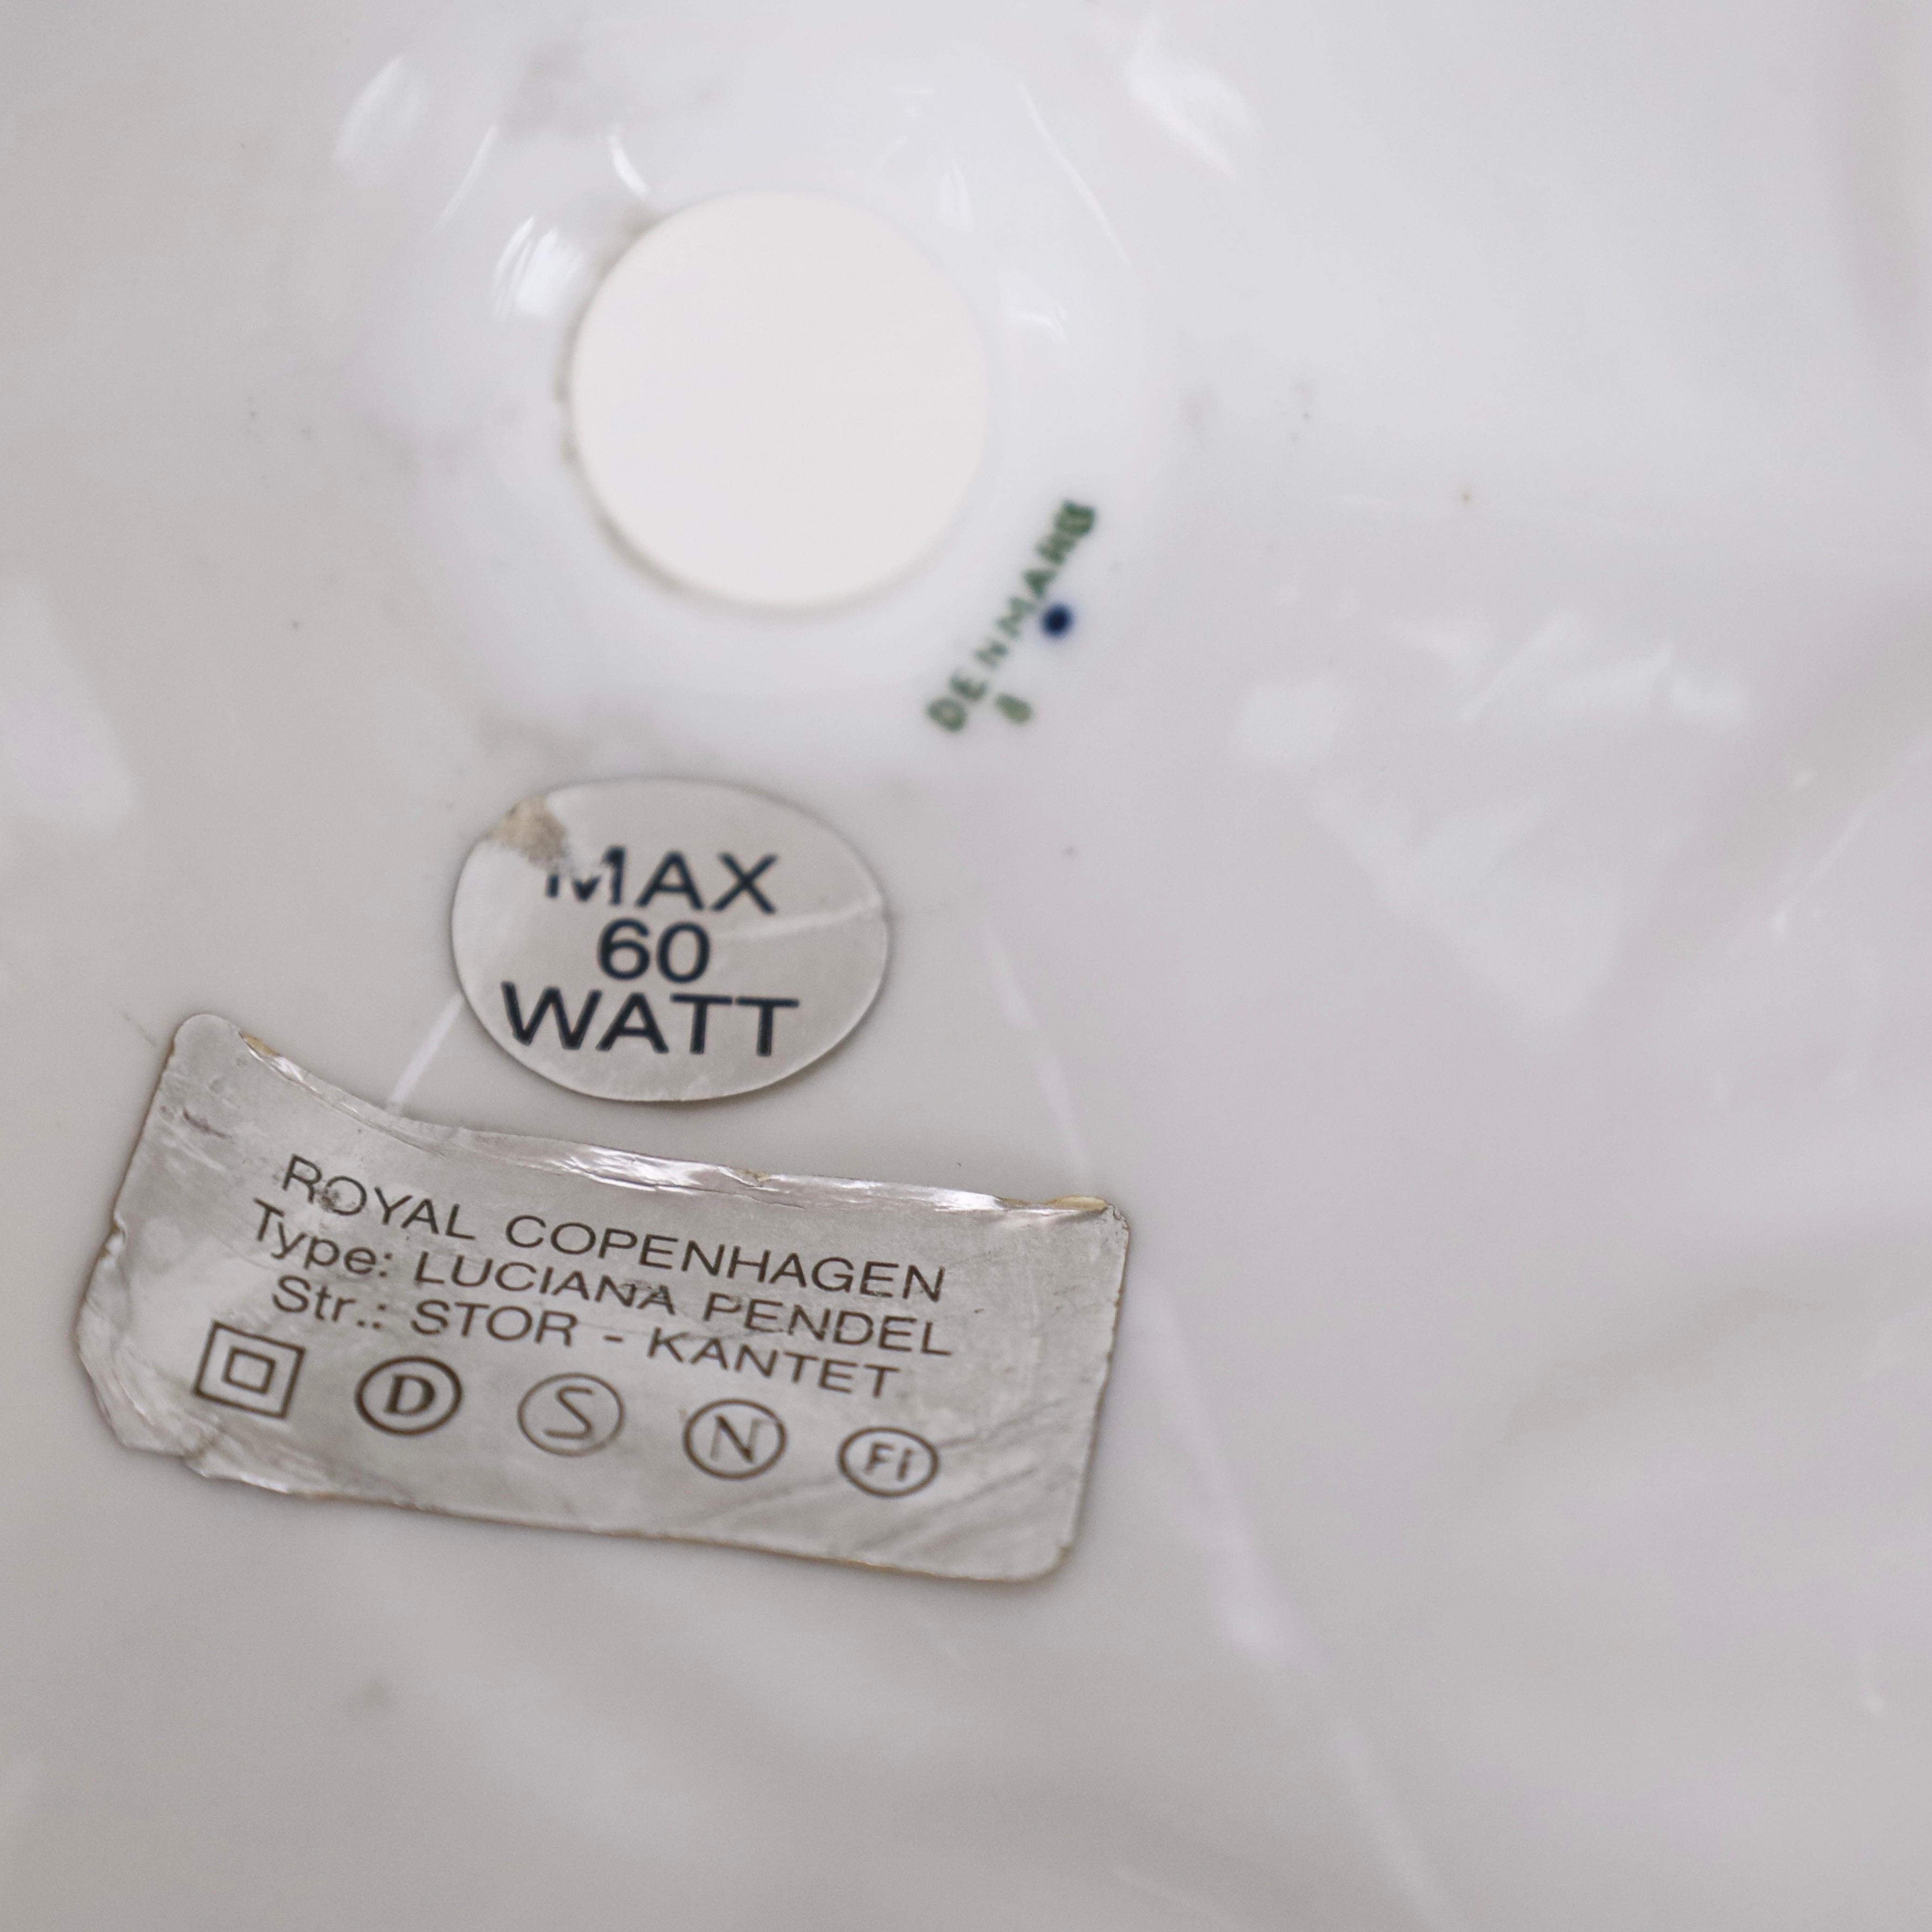 DENMARK
MAX
60
WATT
ROYAL COPENHAGEN
Type: LUCIANA PENDEL
Str.: STOR - KANTET
D S N Fi